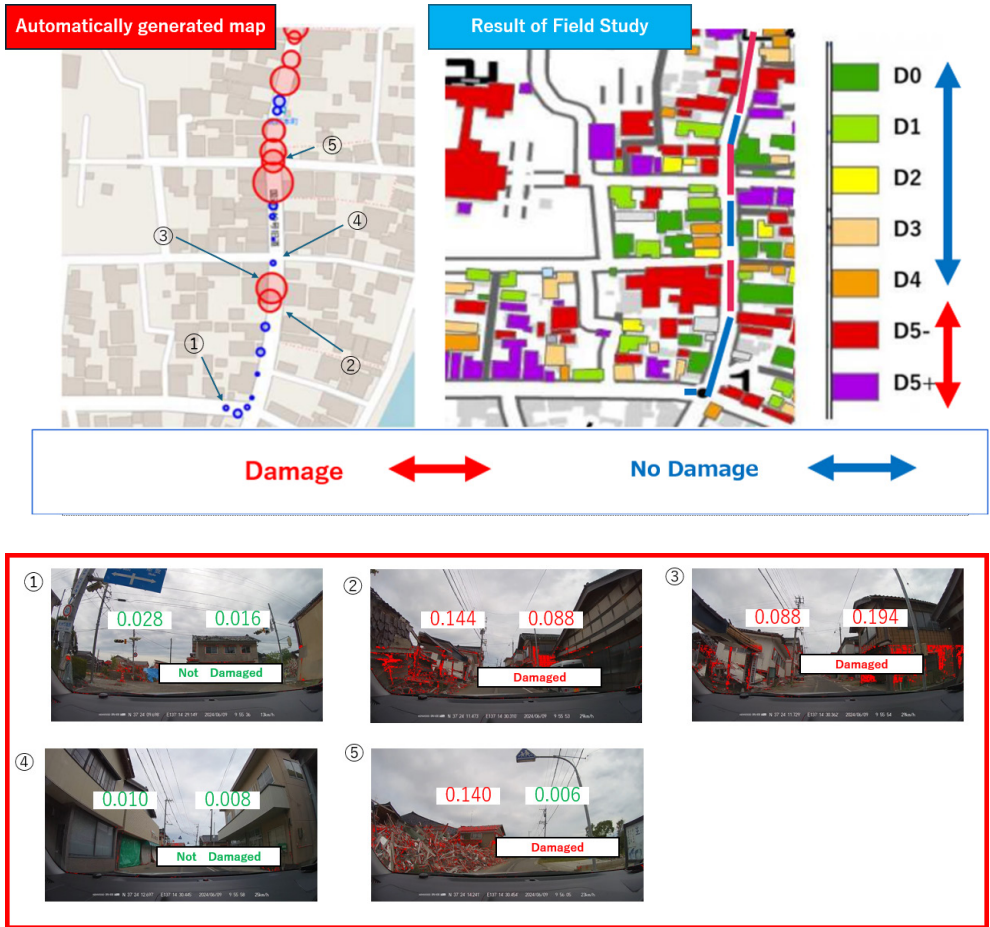 Automatically generated map
Result of Field Study
⑤
④
③
②
①
D0
D1
D2
D3
D4
D5-
D5+
1
Damage
No Damage
①
0.028 0.016
Not Damaged
②
0.144 0.088
Damaged
③
0.088 0.194
Damaged
④
0.010 0.008
Not Damaged
⑤
0.140 0.006
Damaged